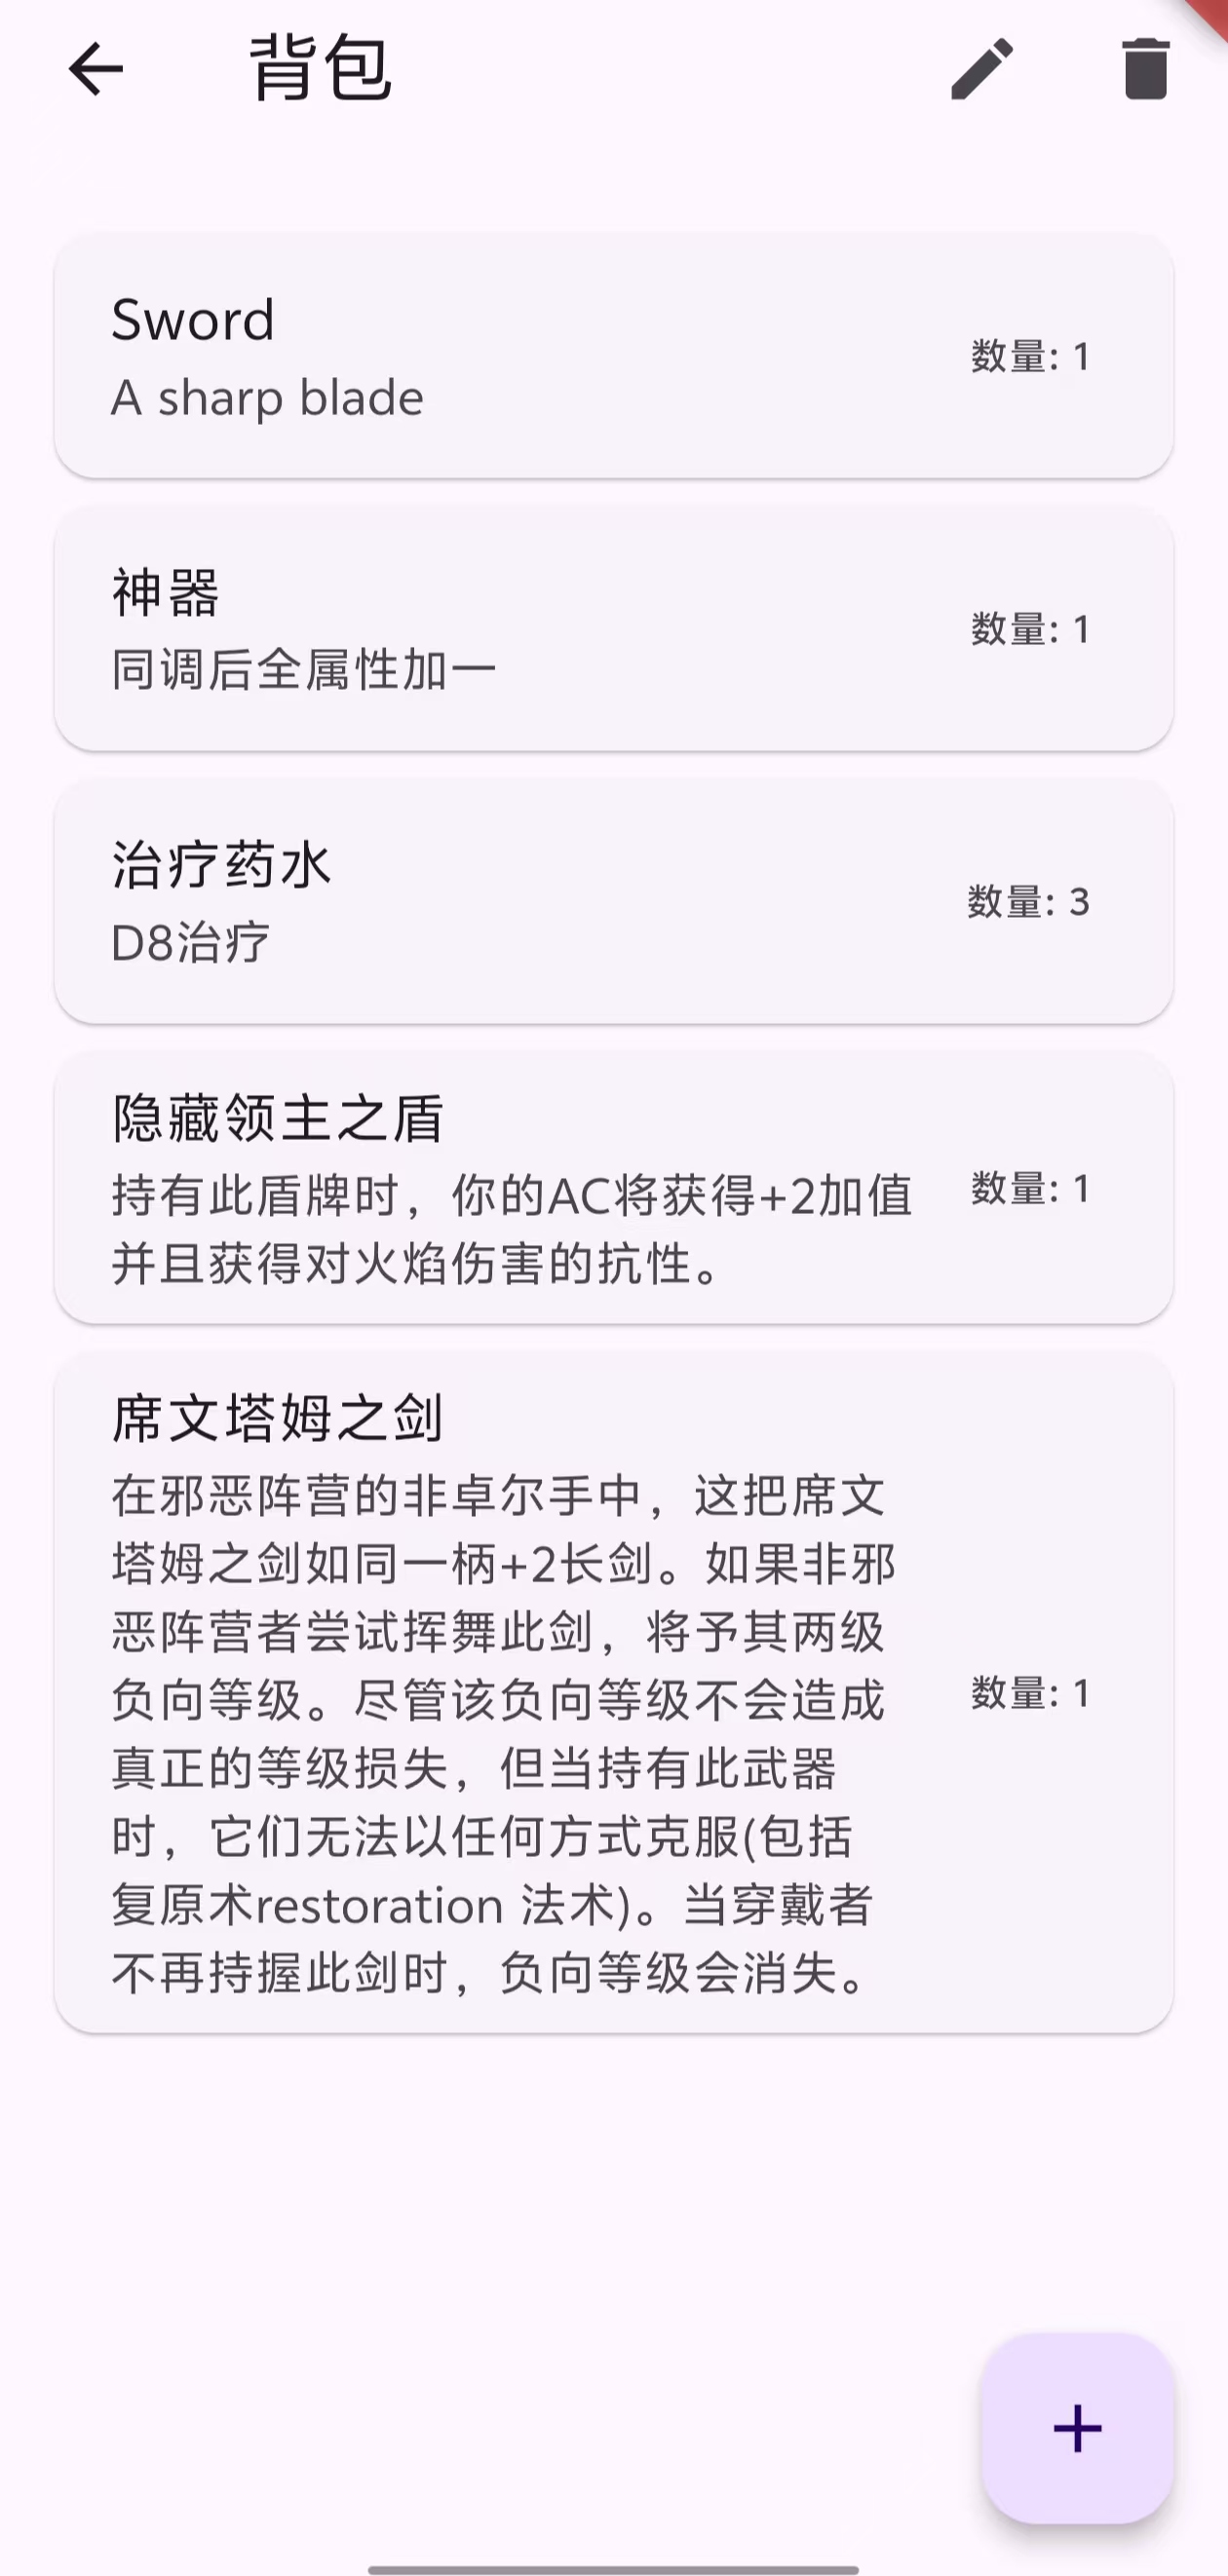 背包
Sword
A sharp blade
数量: 1
神器
同调后全属性加一
数量: 1
治疗药水
D8治疗
数量: 3
隐藏领主之盾
持有此盾牌时，你的AC将获得+2加值
并且获得对火焰伤害的抗性。
数量: 1
席文塔姆之剑
在邪恶阵营的非卓尔手中，这把席文
塔姆之剑如同一柄+2长剑。如果非邪
恶阵营者尝试挥舞此剑，将予其两级
负向等级。尽管该负向等级不会造成
真正的等级损失，但当持有此武器
时，它们无法以任何方式克服(包括
复原术restoration 法术)。当穿戴者
不再持握此剑时，负向等级会消失。
数量: 1